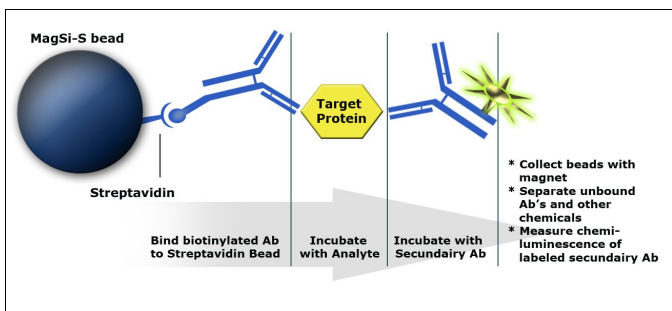 MagSi-S bead
Streptavidin
Target
Protein
Bind biotinylated Ab
to Streptavidin Bead
Incubate
with Analyte
Incubate with
Secundairy Ab
* Collect beads with
magnet
* Separate unbound
Ab's and other
chemicals
* Measure chemi-
luminescence of
labeled secundairy Ab